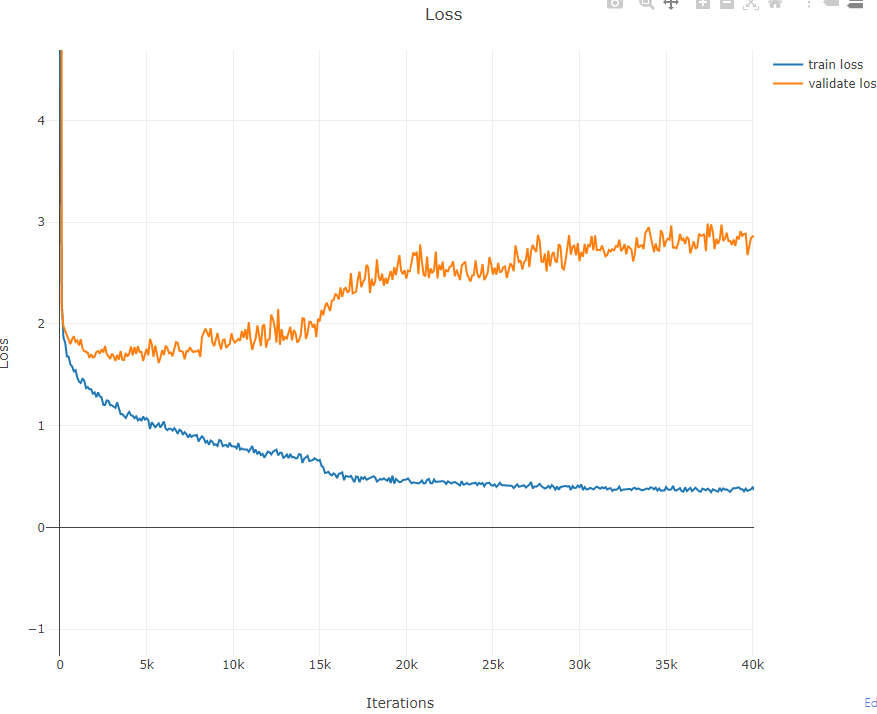 Loss
train loss
validate los
4
3
2
1
0
−1
Loss
0 5k 10k 15k 20k 25k 30k 35k 40k
Iterations
Ed